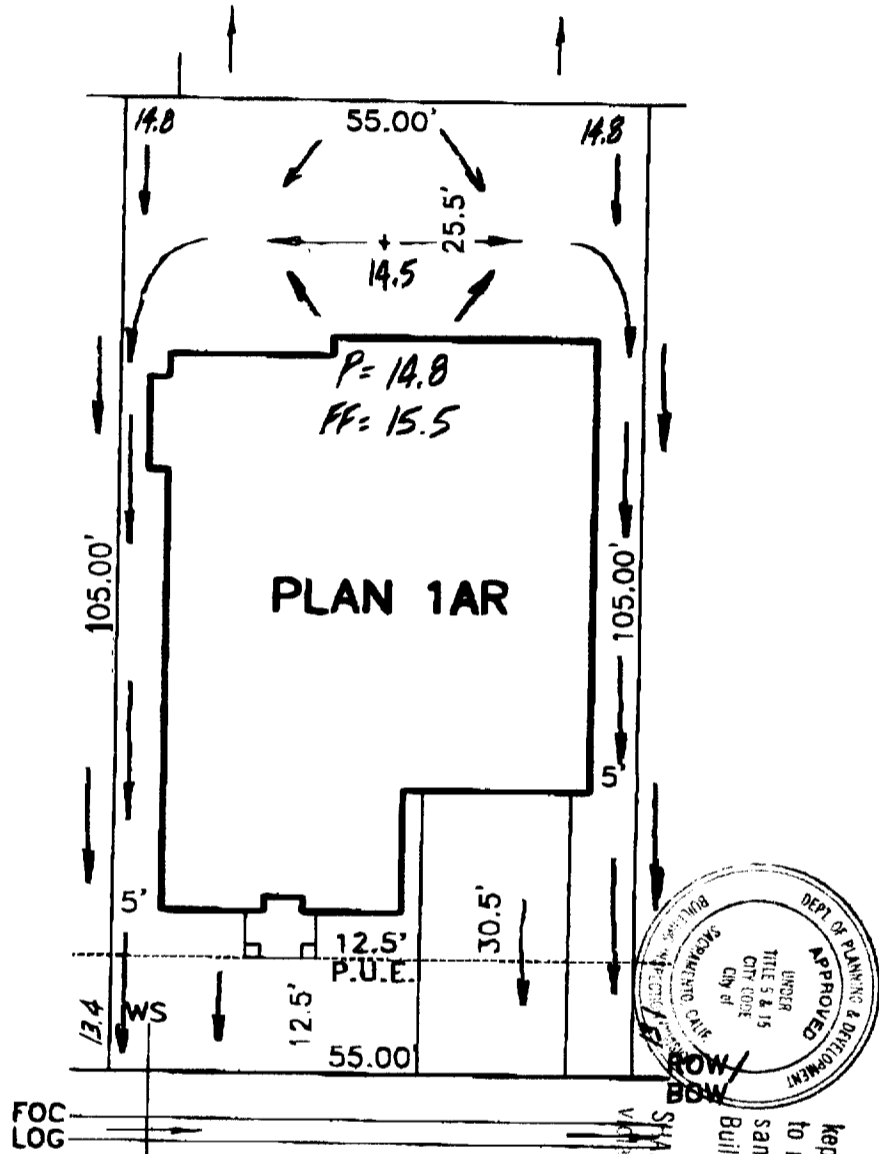 14.8
55.00'
14.8
25.5'
14.5
P= 14.8
FF= 15.5
105.00'
PLAN 1AR
105.00'
5'
5'
30.5'
12.5'
P.U.E.
12.5'
13.4
WS
55.00'
DEPT. OF PLANNING & DEVELOPMENT
APPROVED
UNDER
TITLE 5 & 15
CITY CODE
City of
SACRAMENTO CALIF.
ROW/
BOW
FOC
LOG